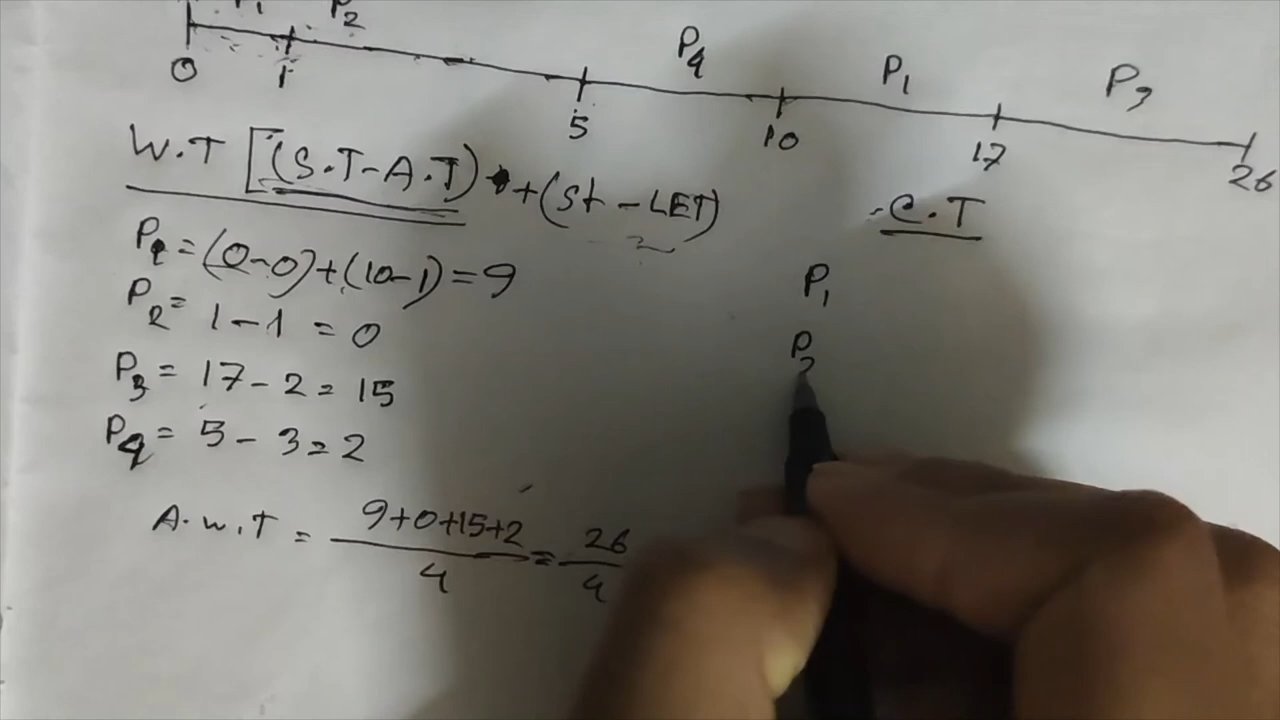 P1 P2 P4 P1 P3
0 1 5 10 17 26
W.T [(S.T-A.T) +(St-LET)
C.T
P1=(0-0)+(10-1)=9
P2= 1-1=0
P3= 17-2=15
P4= 5-3=2
P1
P2
A.W.T = 9+0+15+2/4 = 26/4